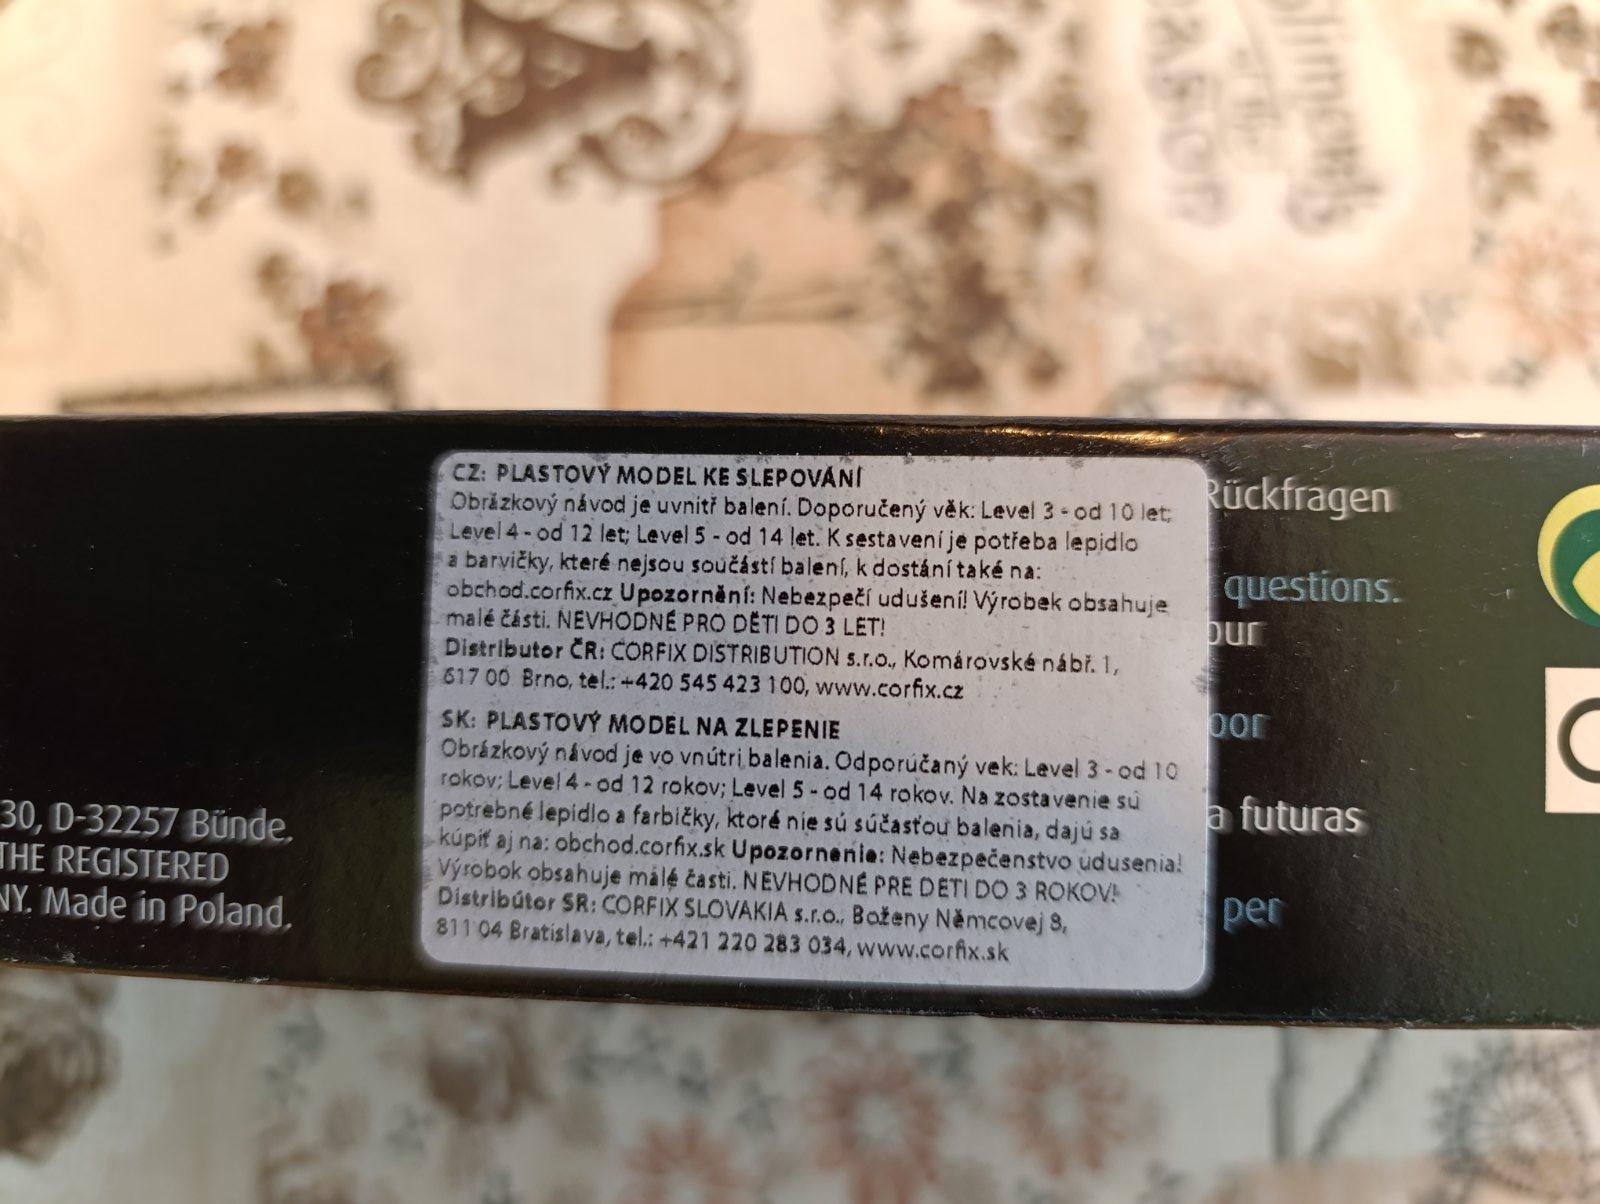 oliments
of the
CZ: PLASTOVÝ MODEL KE SLEPOVÁNÍ
Obrázkový návod je uvnitř balení. Doporučený věk: Level 3 - od 10 let;
Level 4 - od 12 let; Level 5 - od 14 let. K sestavení je potřeba lepidlo
a barvičky, které nejsou součástí balení, k dostání také na:
obchod.corfix.cz Upozornění: Nebezpečí udušení! Výrobek obsahuje
malé části. NEVHODNÉ PRO DĚTI DO 3 LET!
Distributor ČR: CORFIX DISTRIBUTION s.r.o., Komárovské nábř. 1,
617 00 Brno, tel.: +420 545 423 100, www.corfix.cz
SK: PLASTOVÝ MODEL NA ZLEPENIE
Obrázkový návod je vo vnútri balenia. Odporúčaný vek: Level 3 - od 10
rokov; Level 4 - od 12 rokov; Level 5 - od 14 rokov. Na zostavenie sú
potrebné lepidlo a farbičky, ktoré nie sú súčasťou balenia, dajú sa
kúpiť aj na: obchod.corfix.sk Upozornenie: Nebezpečenstvo udusenia!
Výrobok obsahuje malé časti. NEVHODNÉ PRE DETI DO 3 ROKOV!
Distribútor SR: CORFIX SLOVAKIA s.r.o., Boženy Němcovej 8,
811 04 Bratislava, tel.: +421 220 283 034, www.corfix.sk
30, D-32257 Bünde.
THE REGISTERED
NY. Made in Poland.
Rückfragen
questions.
our
oor
a futuras
per